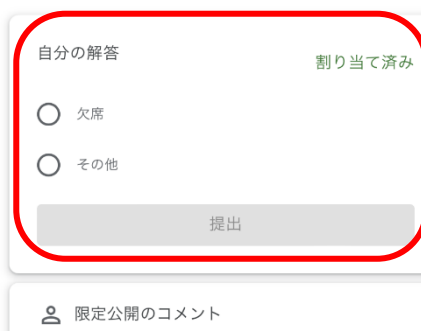 自分の解答
割り当て済み
欠席
その他
提出
限定公開のコメント